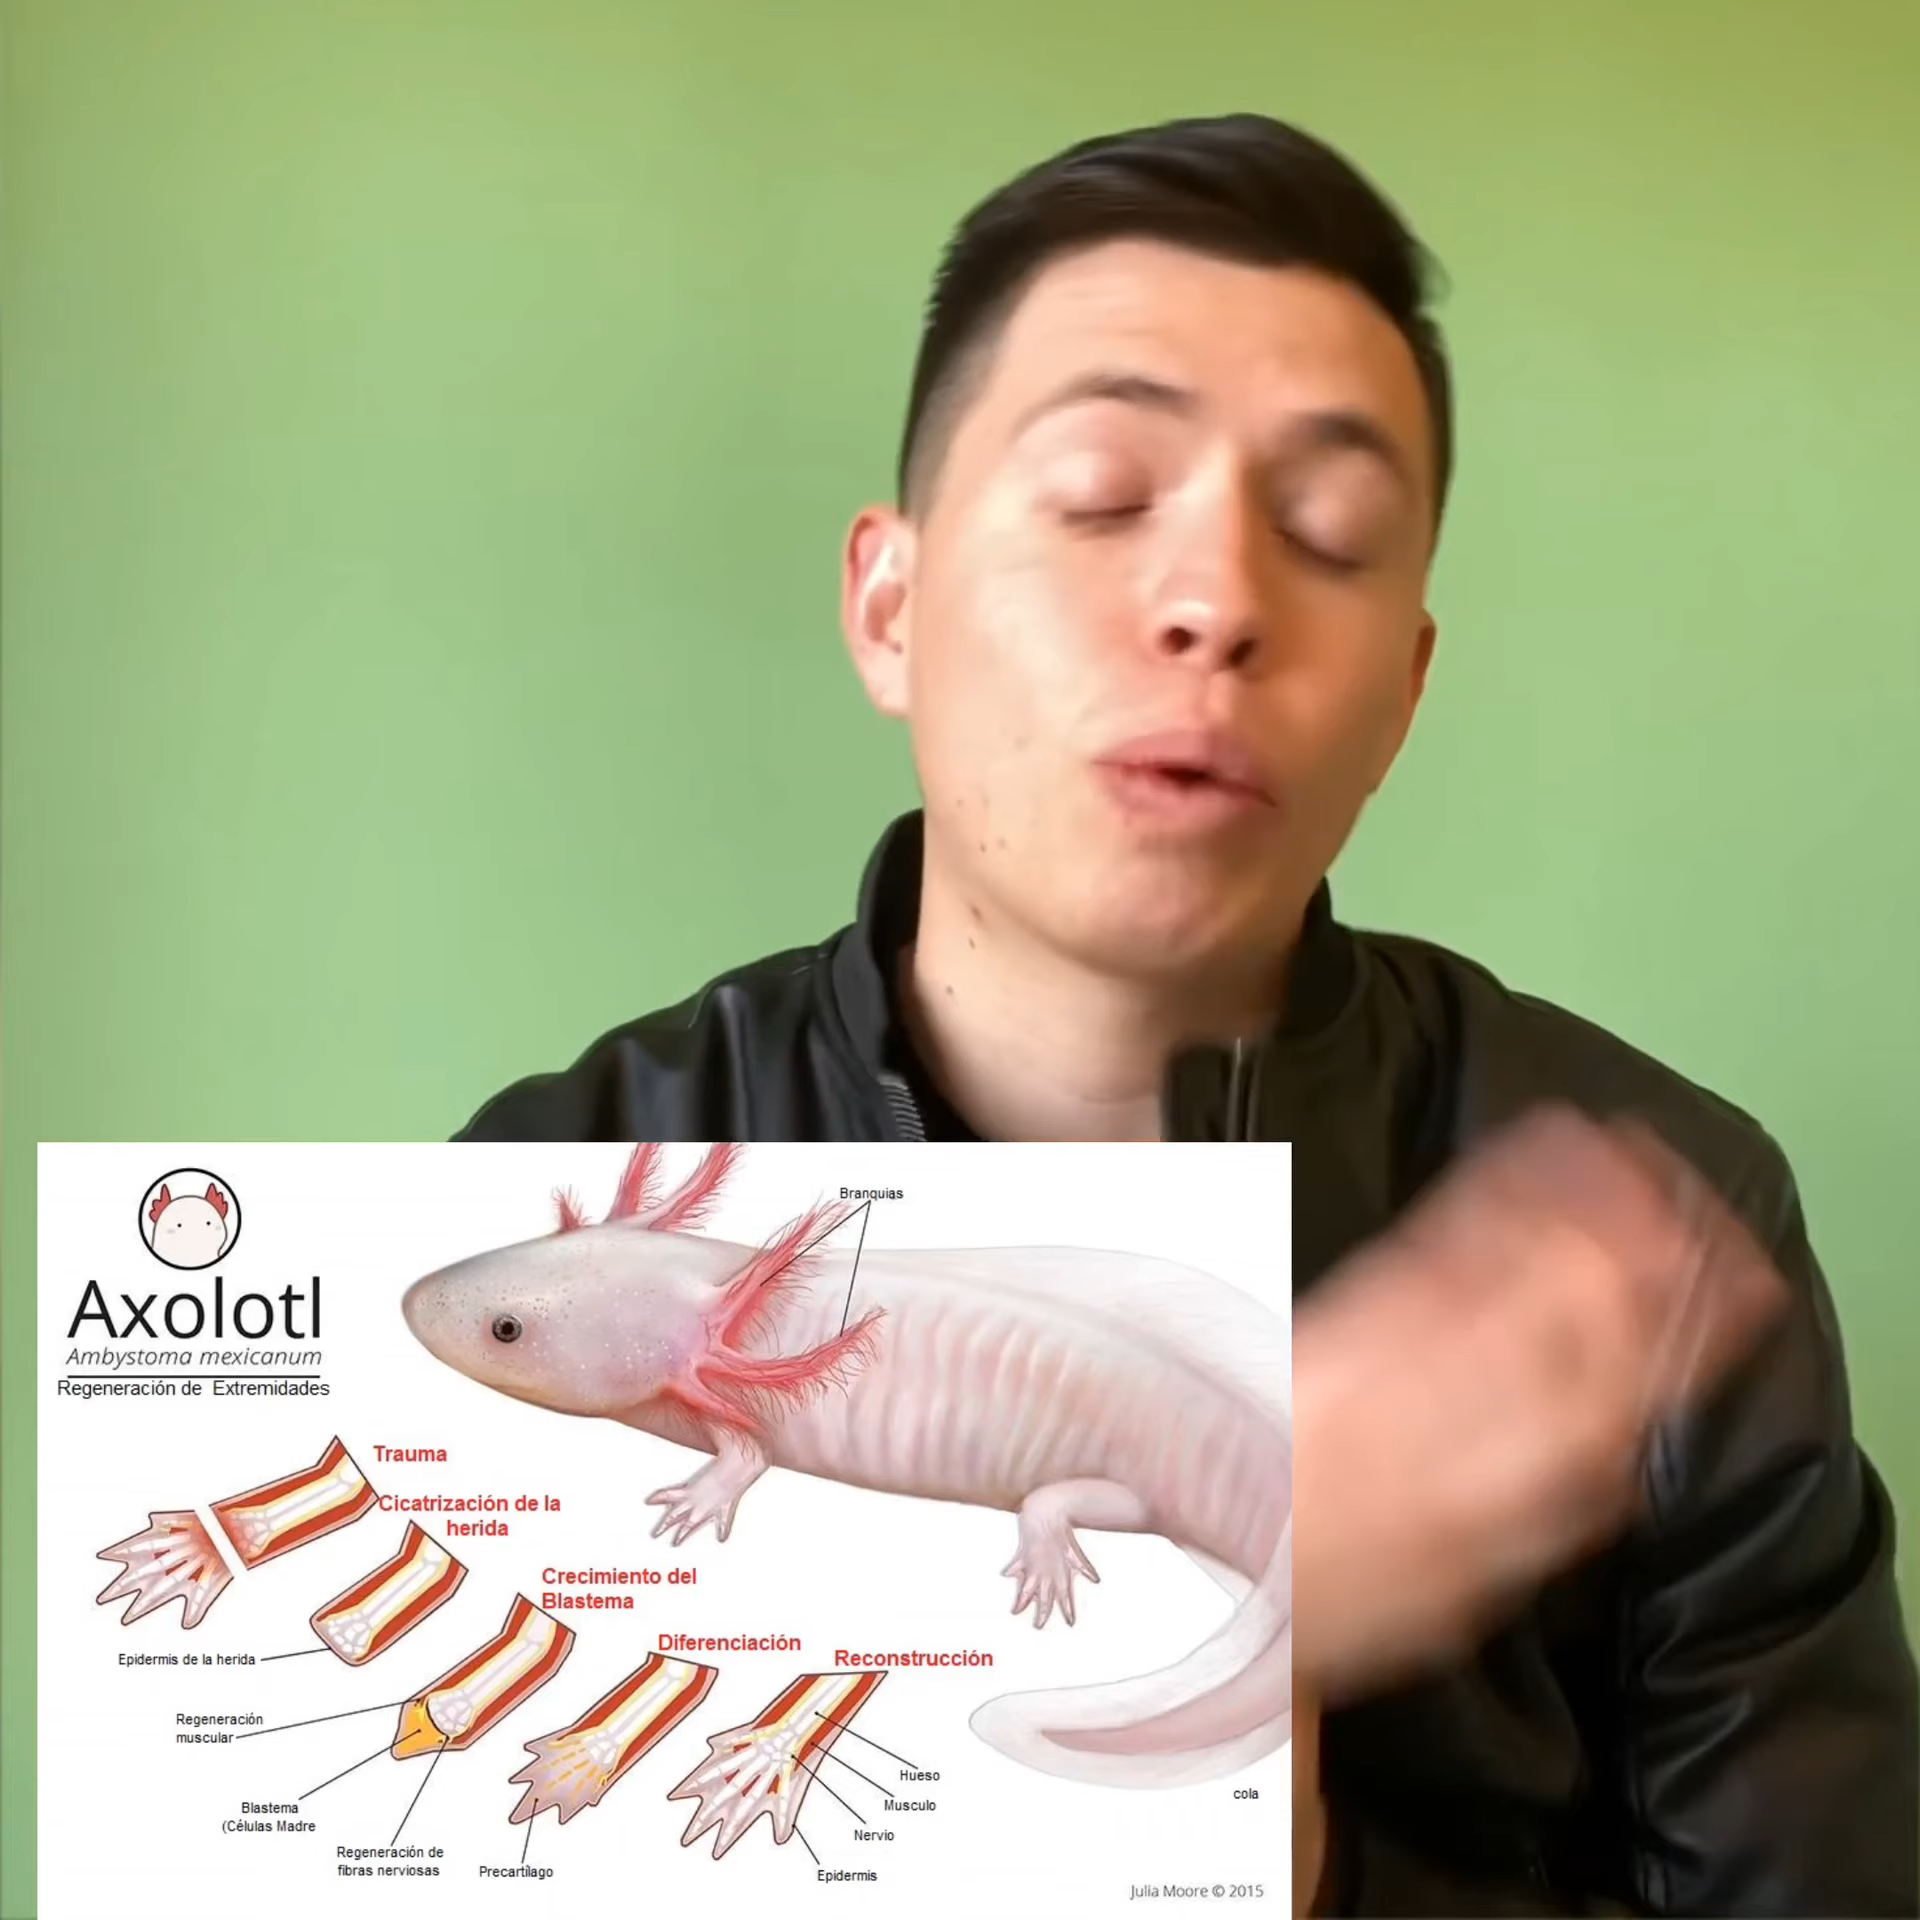 Axolotl
Ambystoma mexicanum
Regeneración de Extremidades
Branquias
Trauma
Cicatrización de la
herida
Crecimiento del
Blastema
Diferenciación
Reconstrucción
Epidermis de la herida
Regeneración
muscular
Blastema
(Células Madre
Regeneración de
fibras nerviosas
Precartílago
Hueso
Musculo
Nervio
Epidermis
cola
Julia Moore © 2015